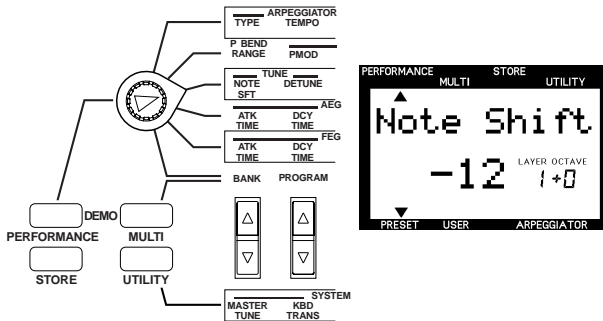 ARPEGGIATOR
TYPE TEMPO
P BEND
RANGE PMOD
TUNE
NOTE DETUNE
SFT
AEG
ATK DCY
TIME TIME
FEG
ATK DCY
TIME TIME
BANK PROGRAM
DEMO
PERFORMANCE MULTI
STORE UTILITY
SYSTEM
MASTER KBD
TUNE TRANS
PERFORMANCE STORE
MULTI UTILITY
Note Shift
LAYER OCTAVE
-12 1+0
PRESET USER ARPEGGIATOR